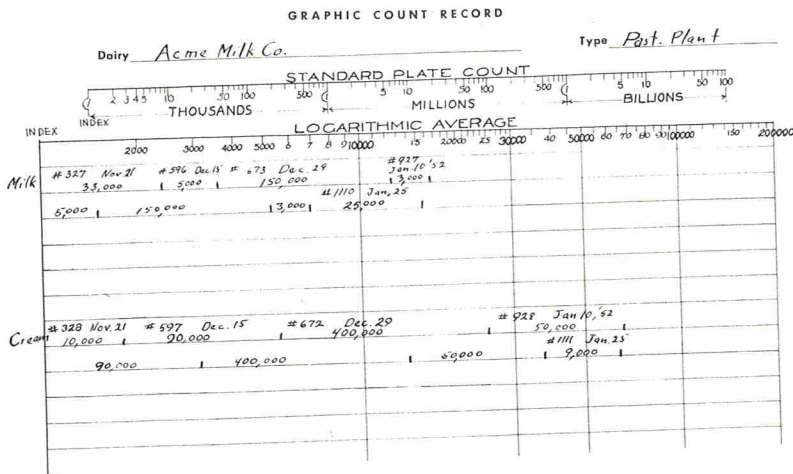 GRAPHIC COUNT RECORD
Dairy Acme Milk Co. Type Past. Plant
STANDARD PLATE COUNT
1 2 3 4 5 10 50 100 500 1 5 10 50 100 500 1 5 10 50 100
INDEX THOUSANDS MILLIONS BILLIONS
INDEX LOGARITHMIC AVERAGE
2000 3000 4000 5000 6 7 8 9 10000 15 2000 25 30000 40 50000 60 70 80 90 100000 150 200000
#327 Nov 21 #596 Dec.15 # 673 Dec. 29 #927 Jan.10 '52
Milk 33,000 5,000 150,000 3,000
#1110 Jan, 25
5,000 150,000 3,000 25,000
#328 Nov. 21 #597 Dec. 15 #672 Dec. 29 #928 Jan 10, '52
Cream 10,000 90,000 400,000 50,000
#1111 Jan. 25
90,000 400,000 50,000 9,000